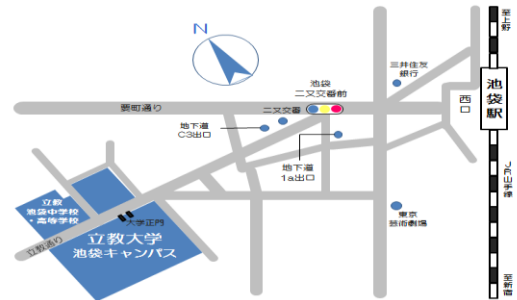 N
至上野
三井住友
銀行
池袋
二又交番前
西口
池袋駅
要町通り
二又交番
地下道
C3出口
地下道
1a出口
JR山手線
立教
池袋中学校
・高等学校
大学正門
東京
芸術劇場
立教大学
池袋キャンパス
立教通り
至新宿